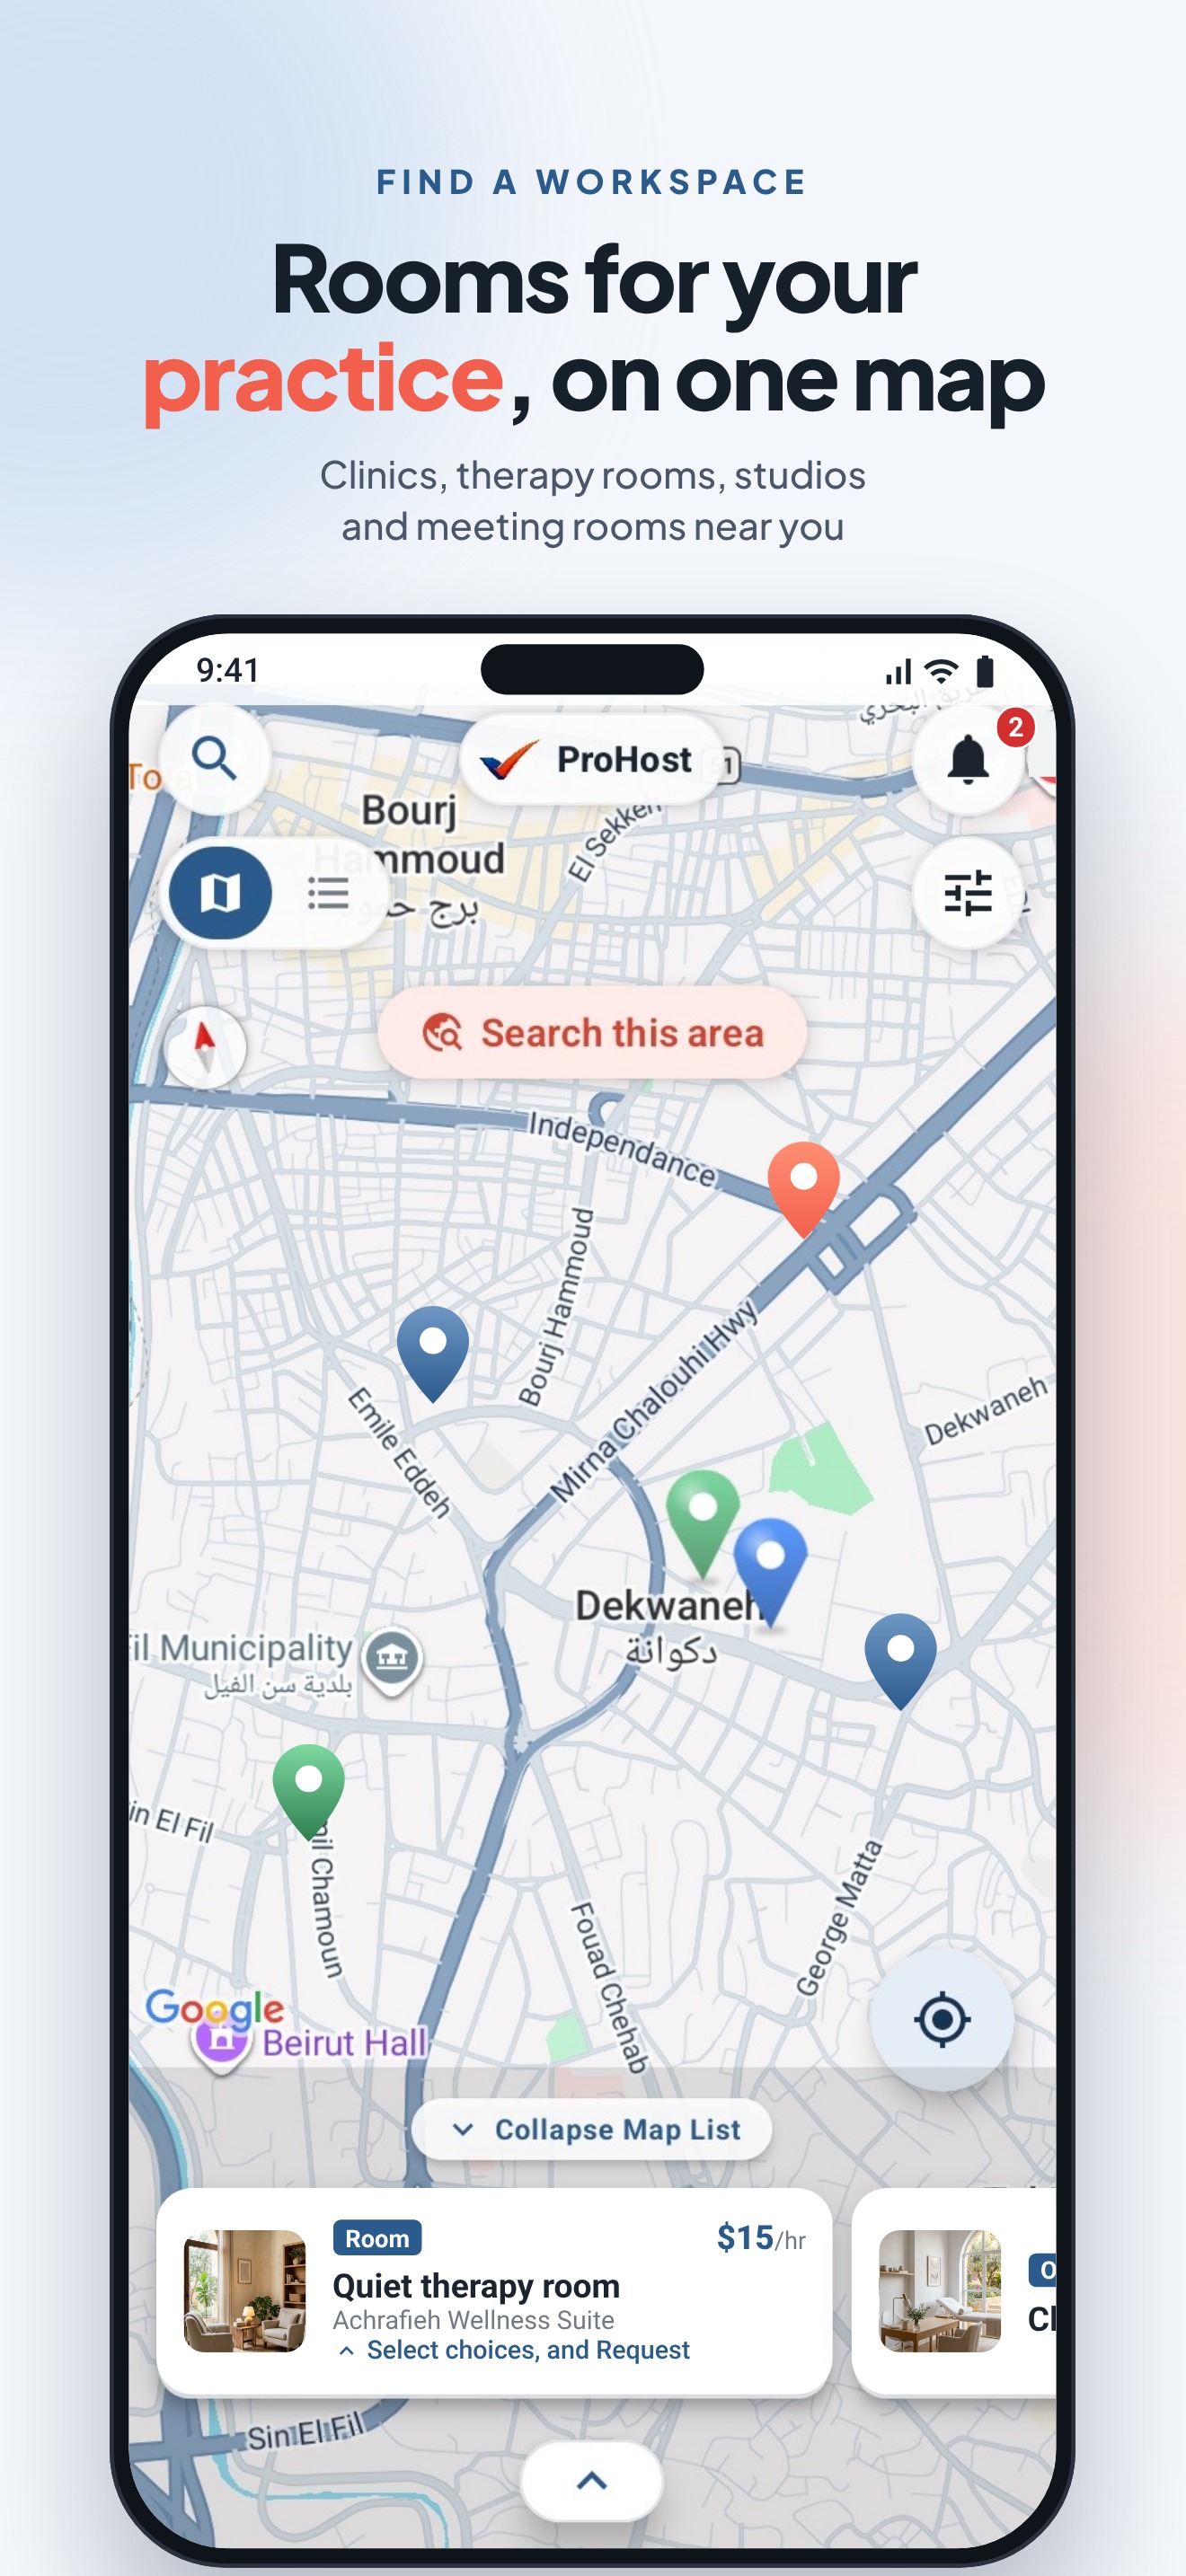 FIND A WORKSPACE
Rooms for your
practice, on one map
Clinics, therapy rooms, studios
and meeting rooms near you
9:41
البحري
2
ProHost
51
Bourj
Hammoud
برج حمود
El Sekkeh
Search this area
Independance
Bourj Hammoud
Mirna Chalouhi Hwy
Emile Eddeh
Dekwaneh
Dekwaneh
دكوانة
il Municipality
بلدية سن الفيل
in El Fil
il Chamoun
Fouad Chehab
George Matta
Google
Beirut Hall
Collapse Map List
Room
$15/hr
Quiet therapy room
Achrafieh Wellness Suite
Select choices, and Request
Sin El Fil